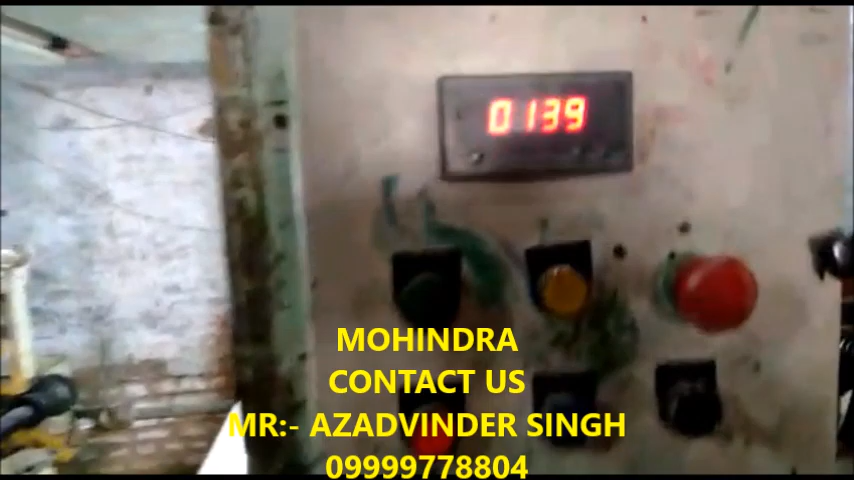 0139
MOHINDRA
CONTACT US
MR:- AZADVINDER SINGH
09999778804